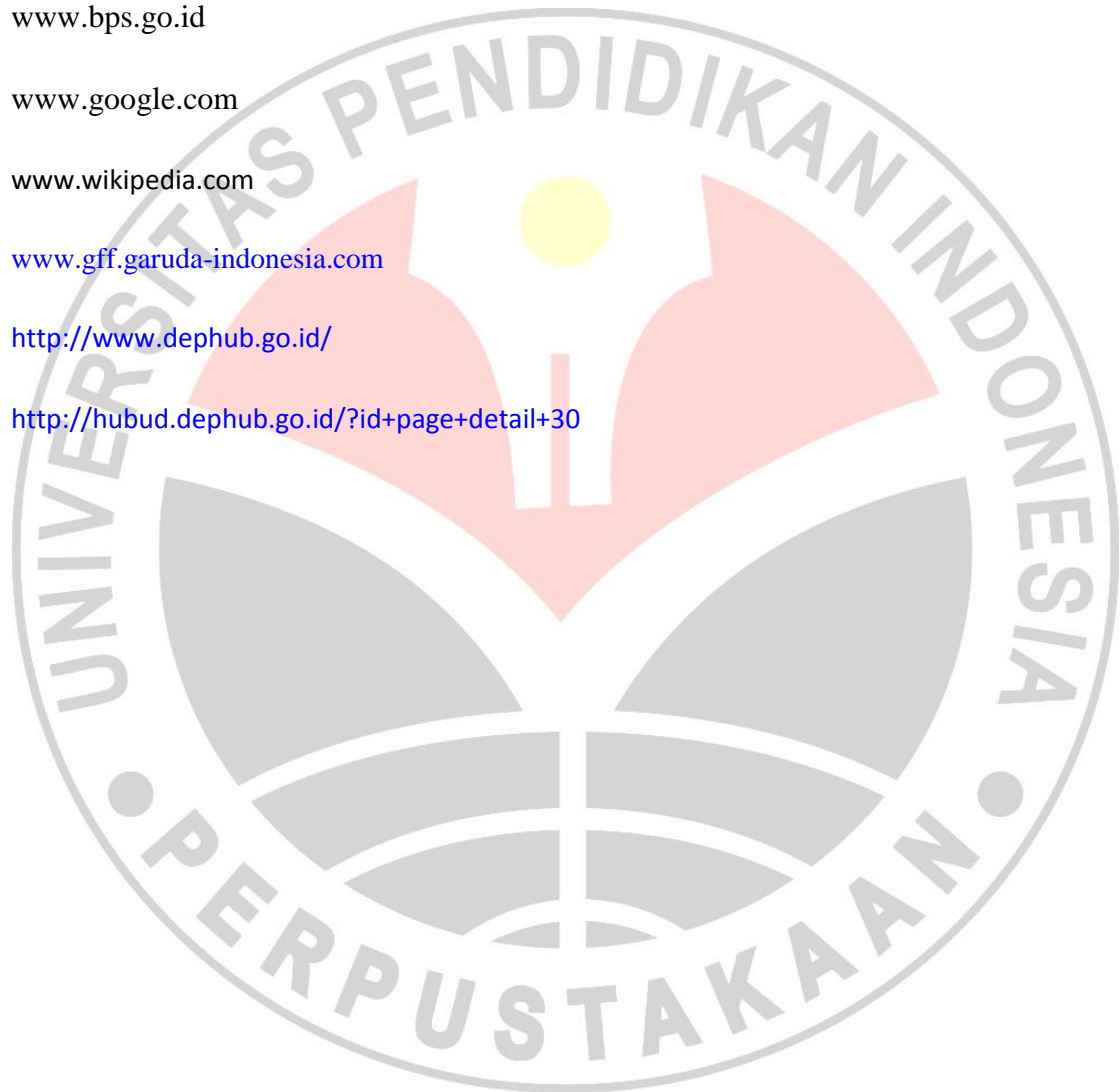 www.bps.go.id
www.google.com
www.wikipedia.com
www.gff.garuda-indonesia.com
http://www.dephub.go.id/
http://hubud.dephub.go.id/?id+page+detail+30
UNIVERSITAS PENDIDIKAN INDONESIA
PERPUSTAKAAN